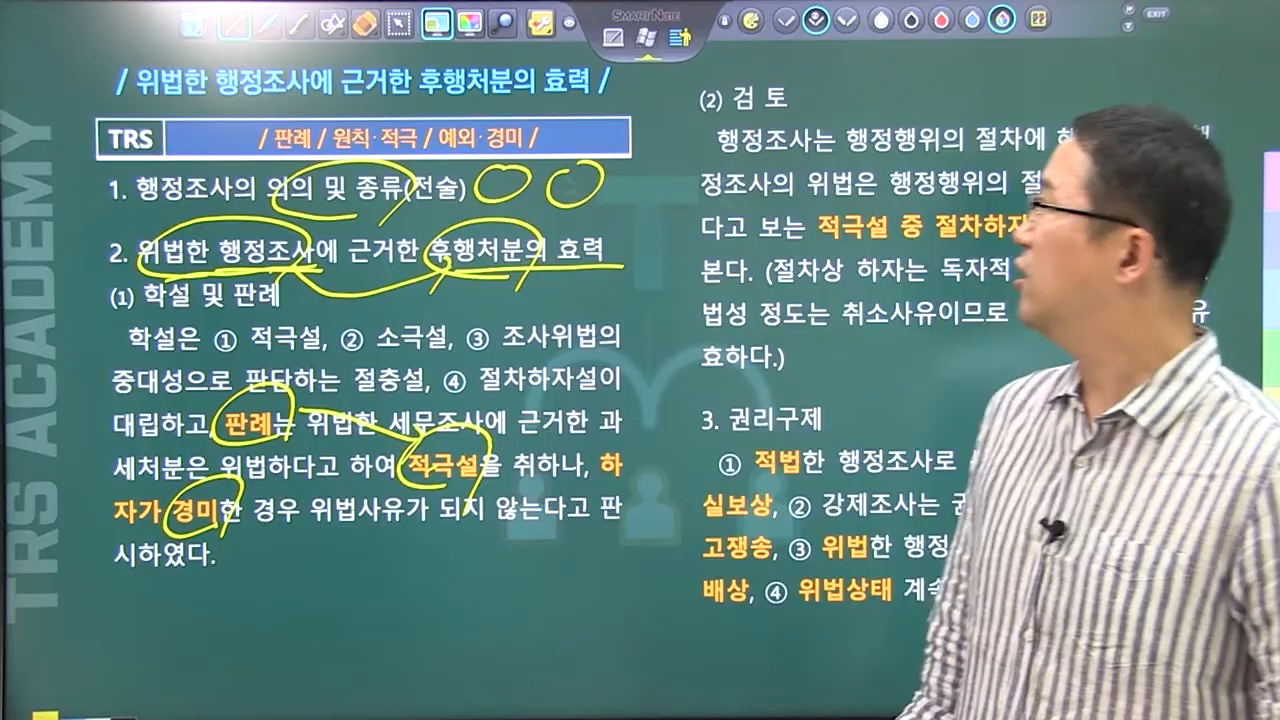 SMART NOTE
EXIT
/ 위법한 행정조사에 근거한 후행처분의 효력 /
TRS
/ 판례 / 원칙·적극 / 예외·경미 /
1. 행정조사의 의의 및 종류(전술)
2. 위법한 행정조사에 근거한 후행처분의 효력
(1) 학설 및 판례
학설은 ① 적극설, ② 소극설, ③ 조사위법의
중대성으로 판단하는 절충설, ④ 절차하자설이
대립하고, 판례는 위법한 세무조사에 근거한 과
세처분은 위법하다고 하여 적극설을 취하나, 하
자가 경미한 경우 위법사유가 되지 않는다고 판
시하였다.
(2) 검 토
행정조사는 행정행위의 절차에
정조사의 위법은 행정행위의
다고 보는 적극설 중 절차하자
본다. (절차상 하자는 독자적
법성 정도는 취소사유이므로 유
효하다.)
3. 권리구제
① 적법한 행정조사로
실보상, ② 강제조사는
고쟁송, ③ 위법한 행정
배상, ④ 위법상태 계속
TRS ACADEMY